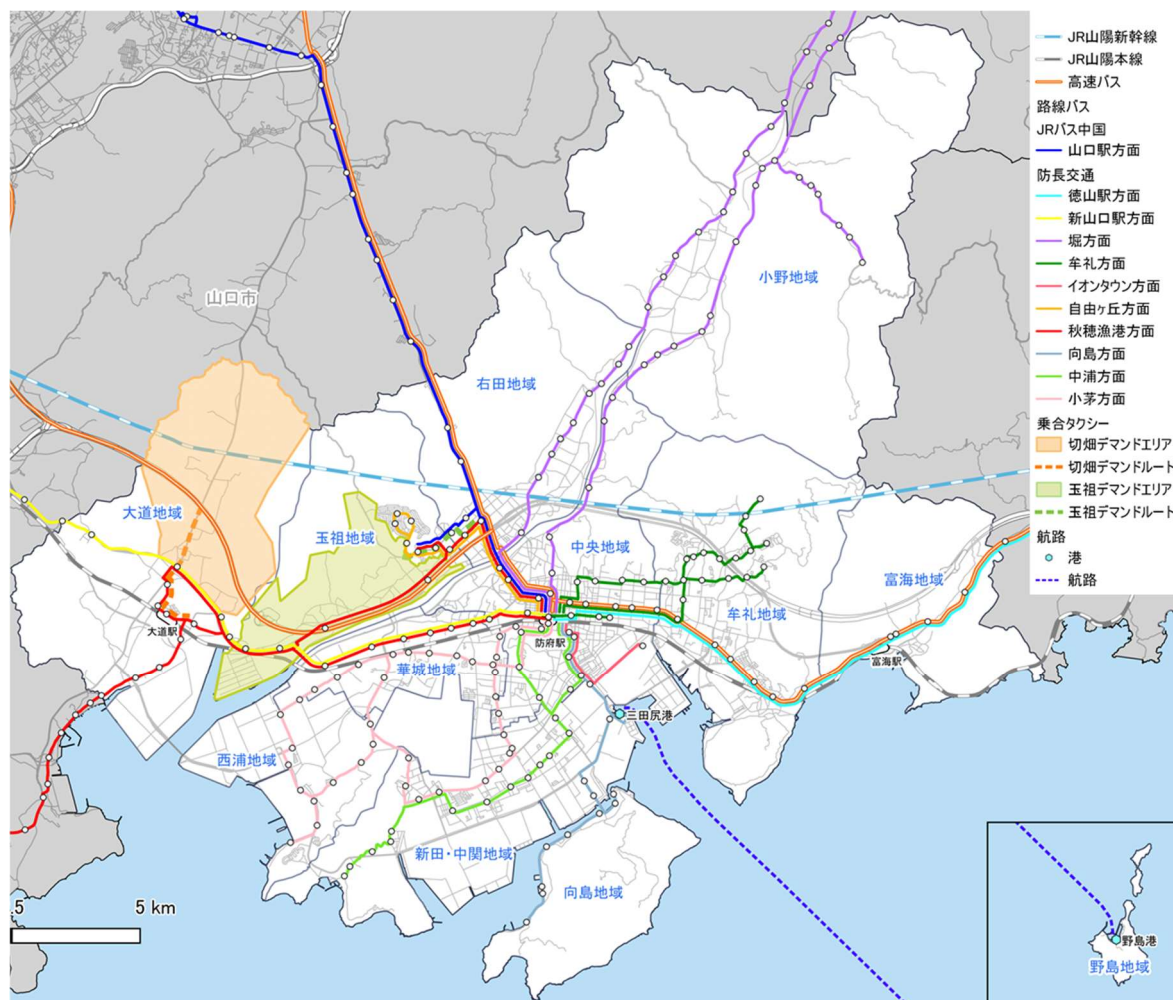 JR山陽新幹線
JR山陽本線
高速バス
路線バス
JRバス中国
山口駅方面
防長交通
徳山駅方面
新山口駅方面
堀方面
牟礼方面
イオンタウン方面
自由ヶ丘方面
秋穂漁港方面
向島方面
中浦方面
小茅方面
乗合タクシー
切畑デマンドエリア
切畑デマンドルート
玉祖デマンドエリア
玉祖デマンドルート
航路
港
航路
山口市
小野地域
右田地域
大道地域
玉祖地域
中央地域
富海地域
牟礼地域
大道駅
防府駅
富海駅
華城地域
三田尻港
西浦地域
新田・中関地域
向島地域
.5
5 km
野島港
野島地域